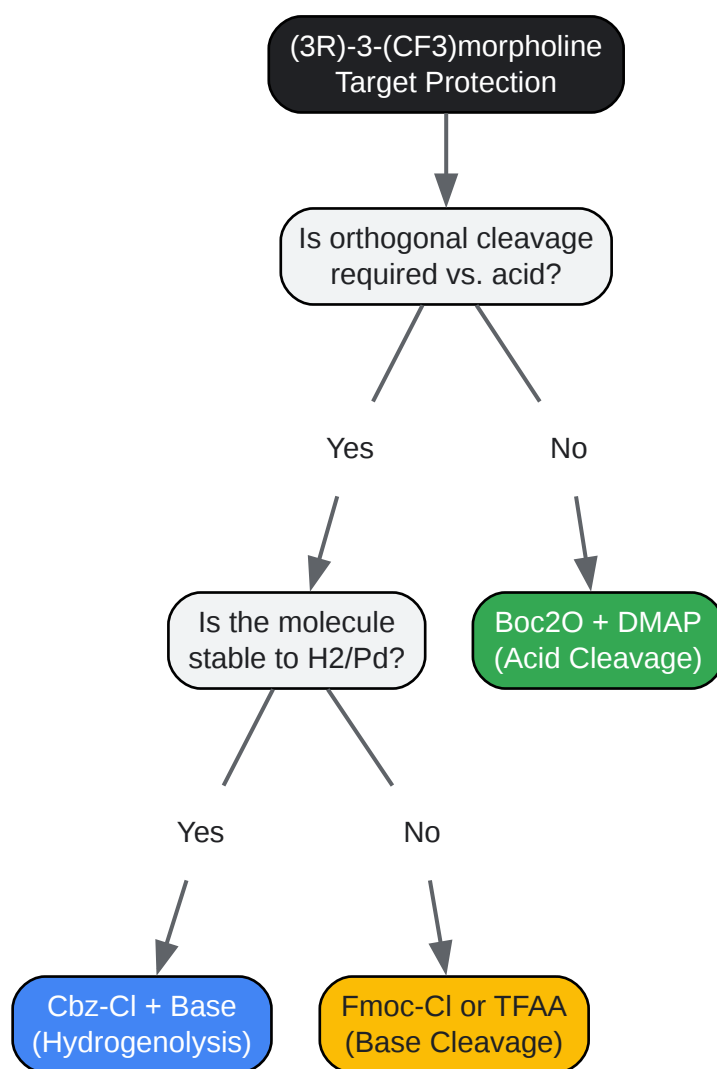 (3R)-3-(CF3)morpholine
Target Protection
Is orthogonal cleavage
required vs. acid?
Yes
No
Is the molecule
stable to H2/Pd?
Boc2O + DMAP
(Acid Cleavage)
Yes
No
Cbz-Cl + Base
(Hydrogenolysis)
Fmoc-Cl or TFAA
(Base Cleavage)